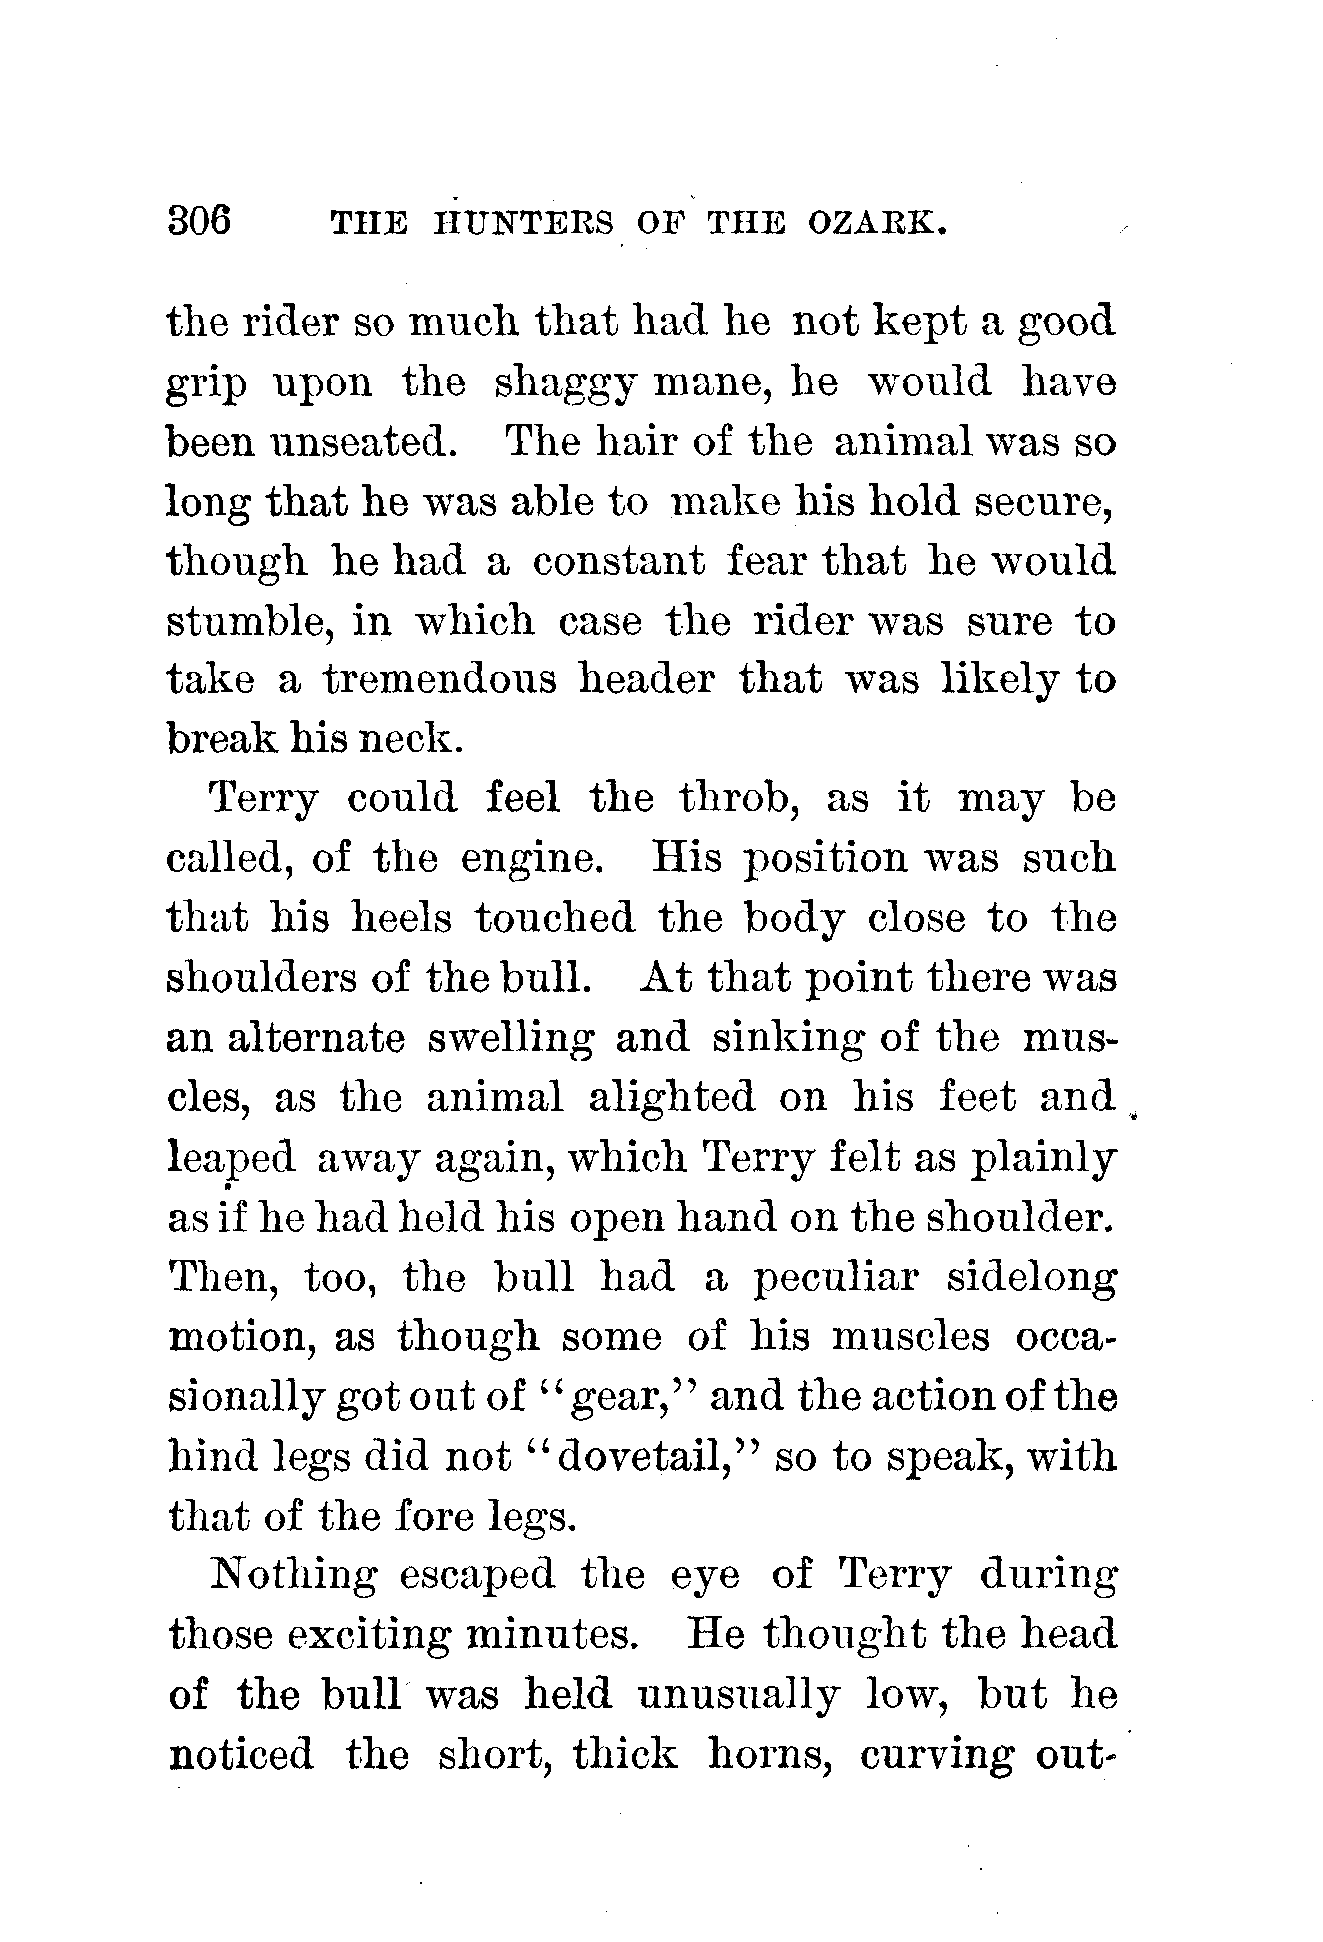 306 THE HUNTERS OF THE OZARK.
the rider so much that had he not kept a good
grip upon the shaggy mane, he would have
been unseated. The hair of the animal was so
long that he was able to make his hold secure,
though he had a constant fear that he would
stumble, in which case the rider was sure to
take a tremendous header that was likely to
break his neck.
Terry could feel the throb, as it may be
called, of the engine. His position was such
that his heels touched the body close to the
shoulders of the bull. At that point there was
an alternate swelling and sinking of the mus-
cles, as the animal alighted on his feet and
leaped away again, which Terry felt as plainly
as if he had held his open hand on the shoulder.
Then, too, the bull had a peculiar sidelong
motion, as though some of his muscles occa-
sionally got out of “gear,” and the action of the
hind legs did not “dovetail,” so to speak, with
that of the fore legs.
Nothing escaped the eye of Terry during
those exciting minutes. He thought the head
of the bull was held unusually low, but he
noticed the short, thick horns, curving out-